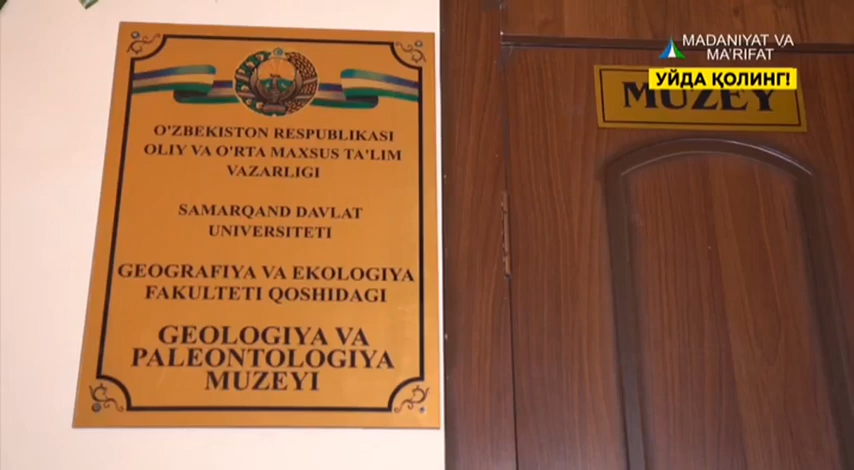 O'ZBEKISTON RESPUBLIKASI
OLIY VA O'RTA MAXSUS TA'LIM
VAZARLIGI
SAMARQAND DAVLAT
UNIVERSITETI
GEOGRAFIYA VA EKOLOGIYA
FAKULTETI QOSHIDAGI
GEOLOGIYA VA
PALEONTOLOGIYA
MUZEYI
MADANIYAT VA
MA'RIFAT
УЙДА ҚОЛИНГ!
MUZEY